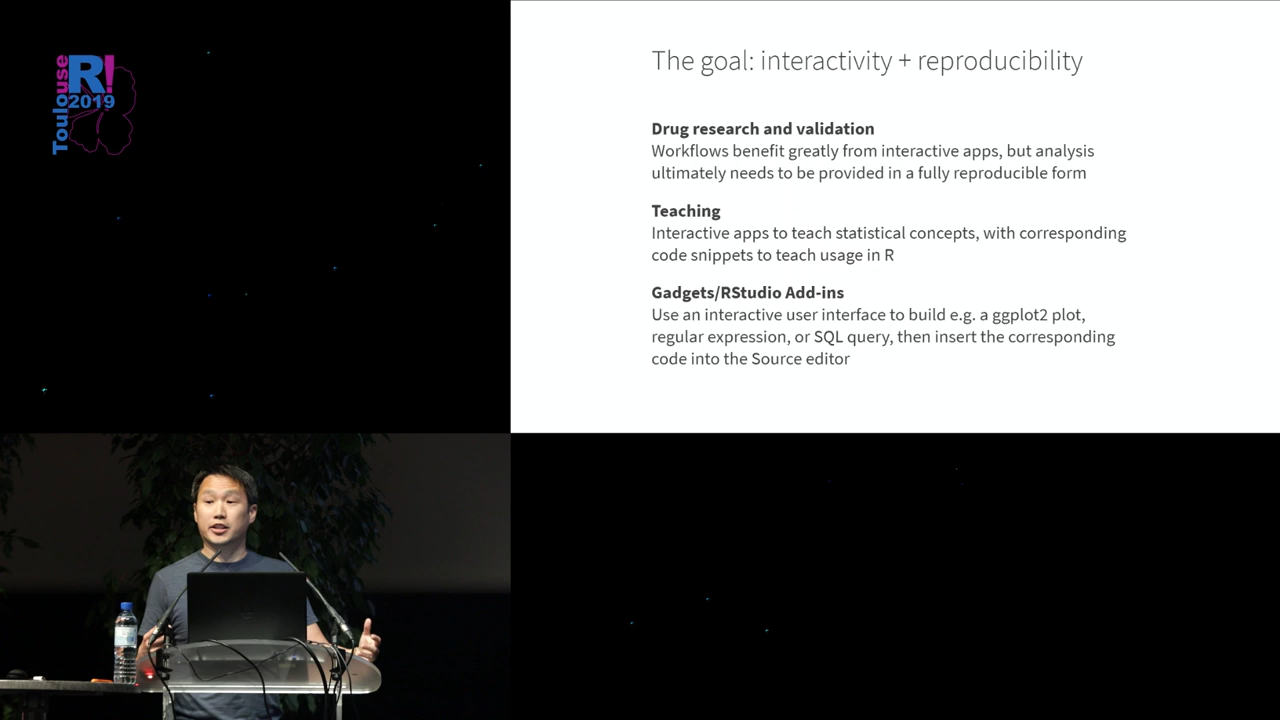 Toulouse
R!
2019
The goal: interactivity + reproducibility
Drug research and validation
Workflows benefit greatly from interactive apps, but analysis
ultimately needs to be provided in a fully reproducible form
Teaching
Interactive apps to teach statistical concepts, with corresponding
code snippets to teach usage in R
Gadgets/RStudio Add-ins
Use an interactive user interface to build e.g. a ggplot2 plot,
regular expression, or SQL query, then insert the corresponding
code into the Source editor